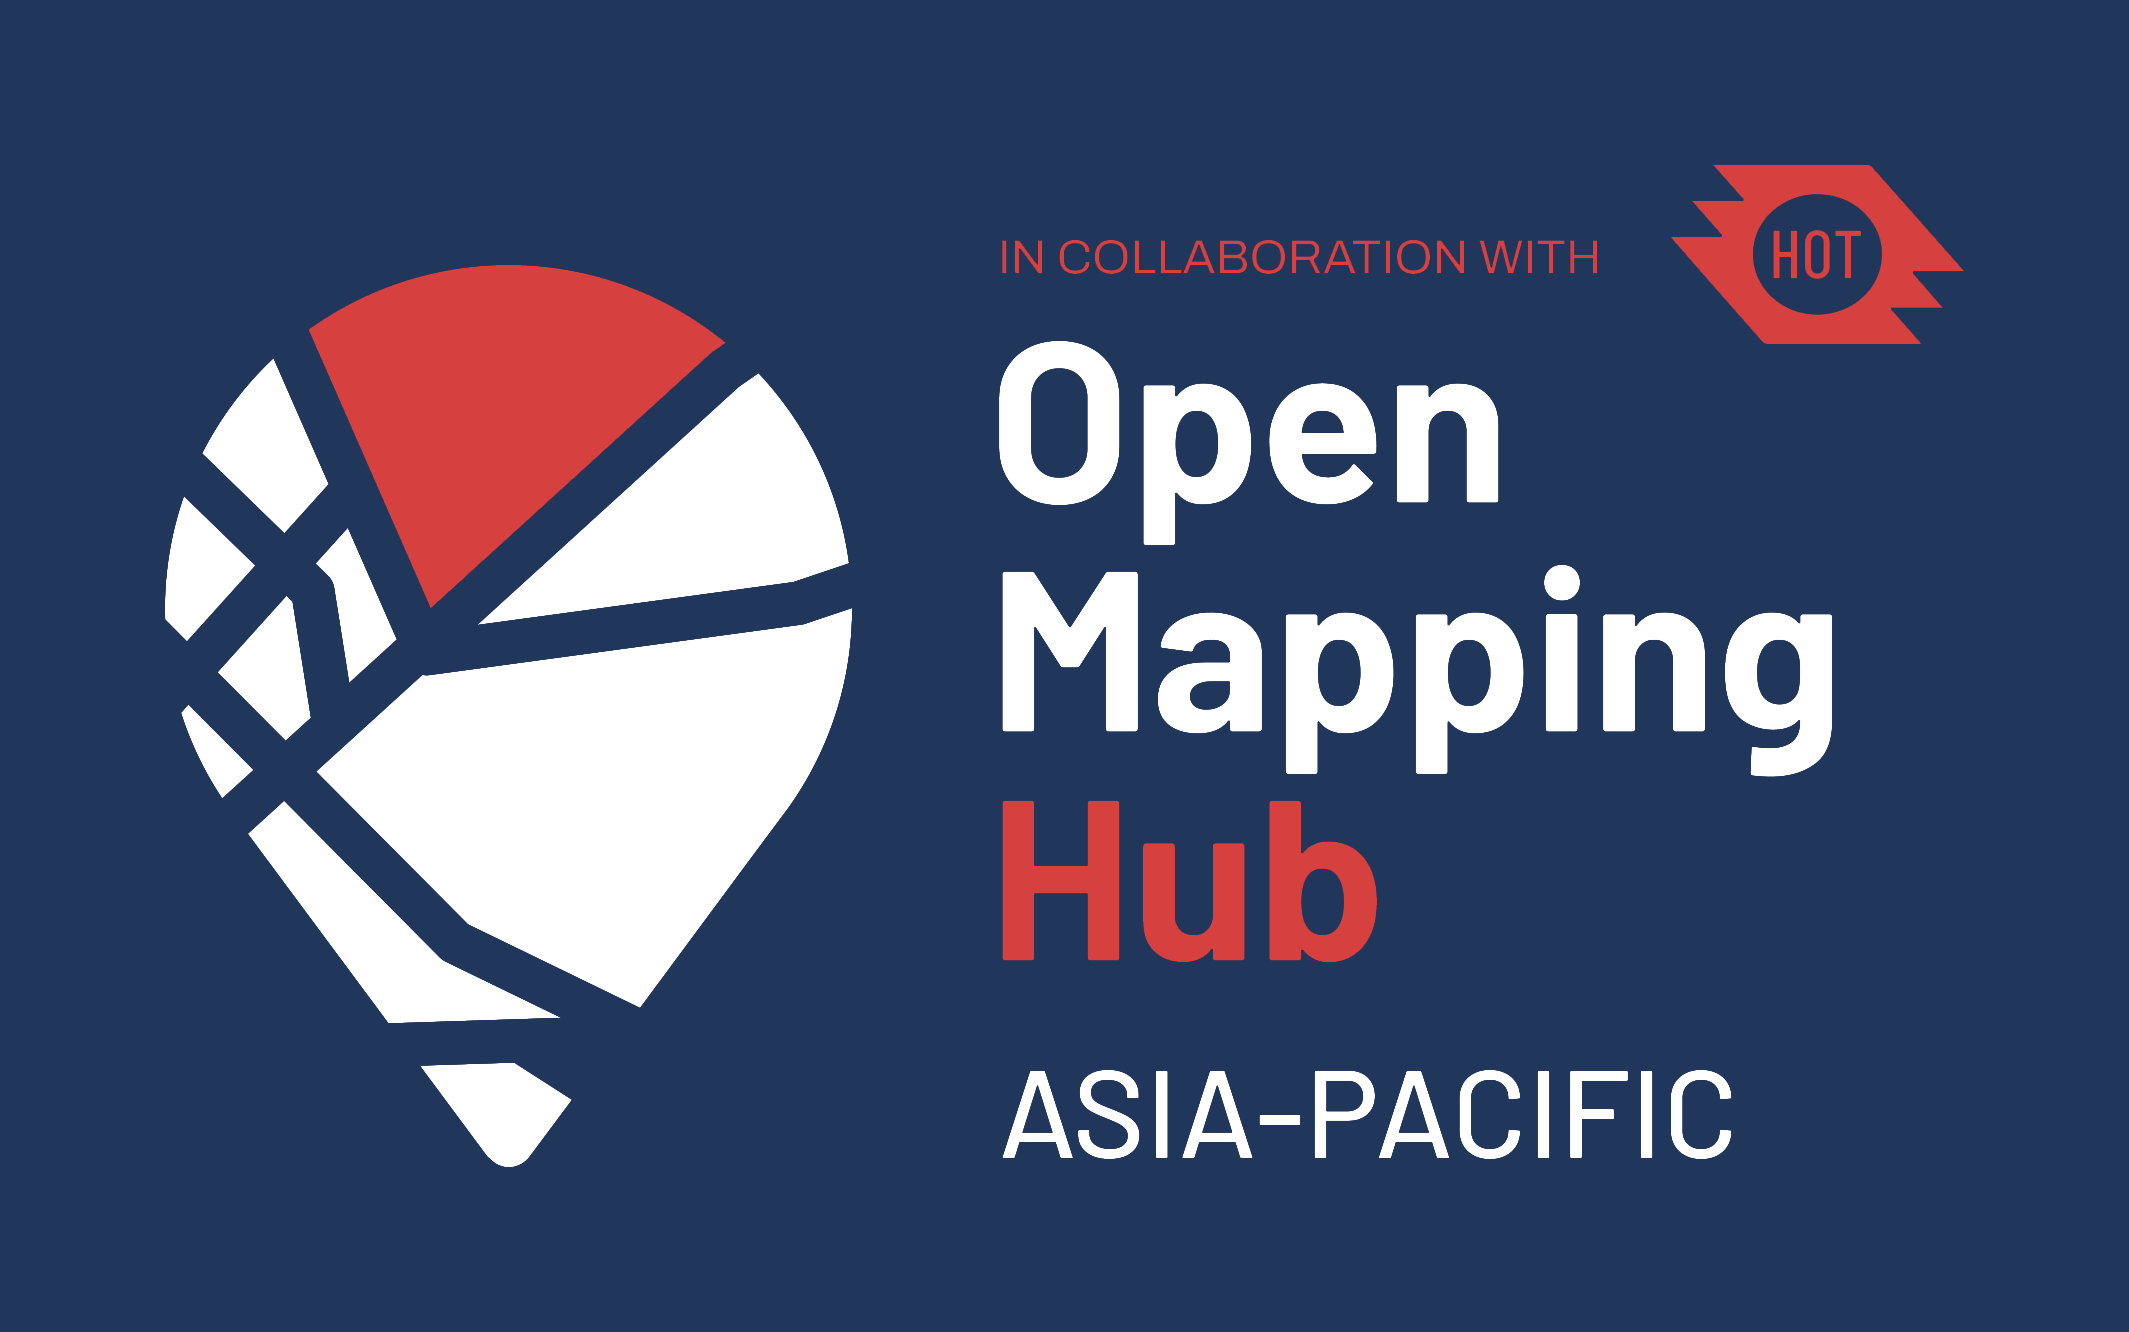 IN COLLABORATION WITH
HOT
Open
Mapping
Hub
ASIA-PACIFIC